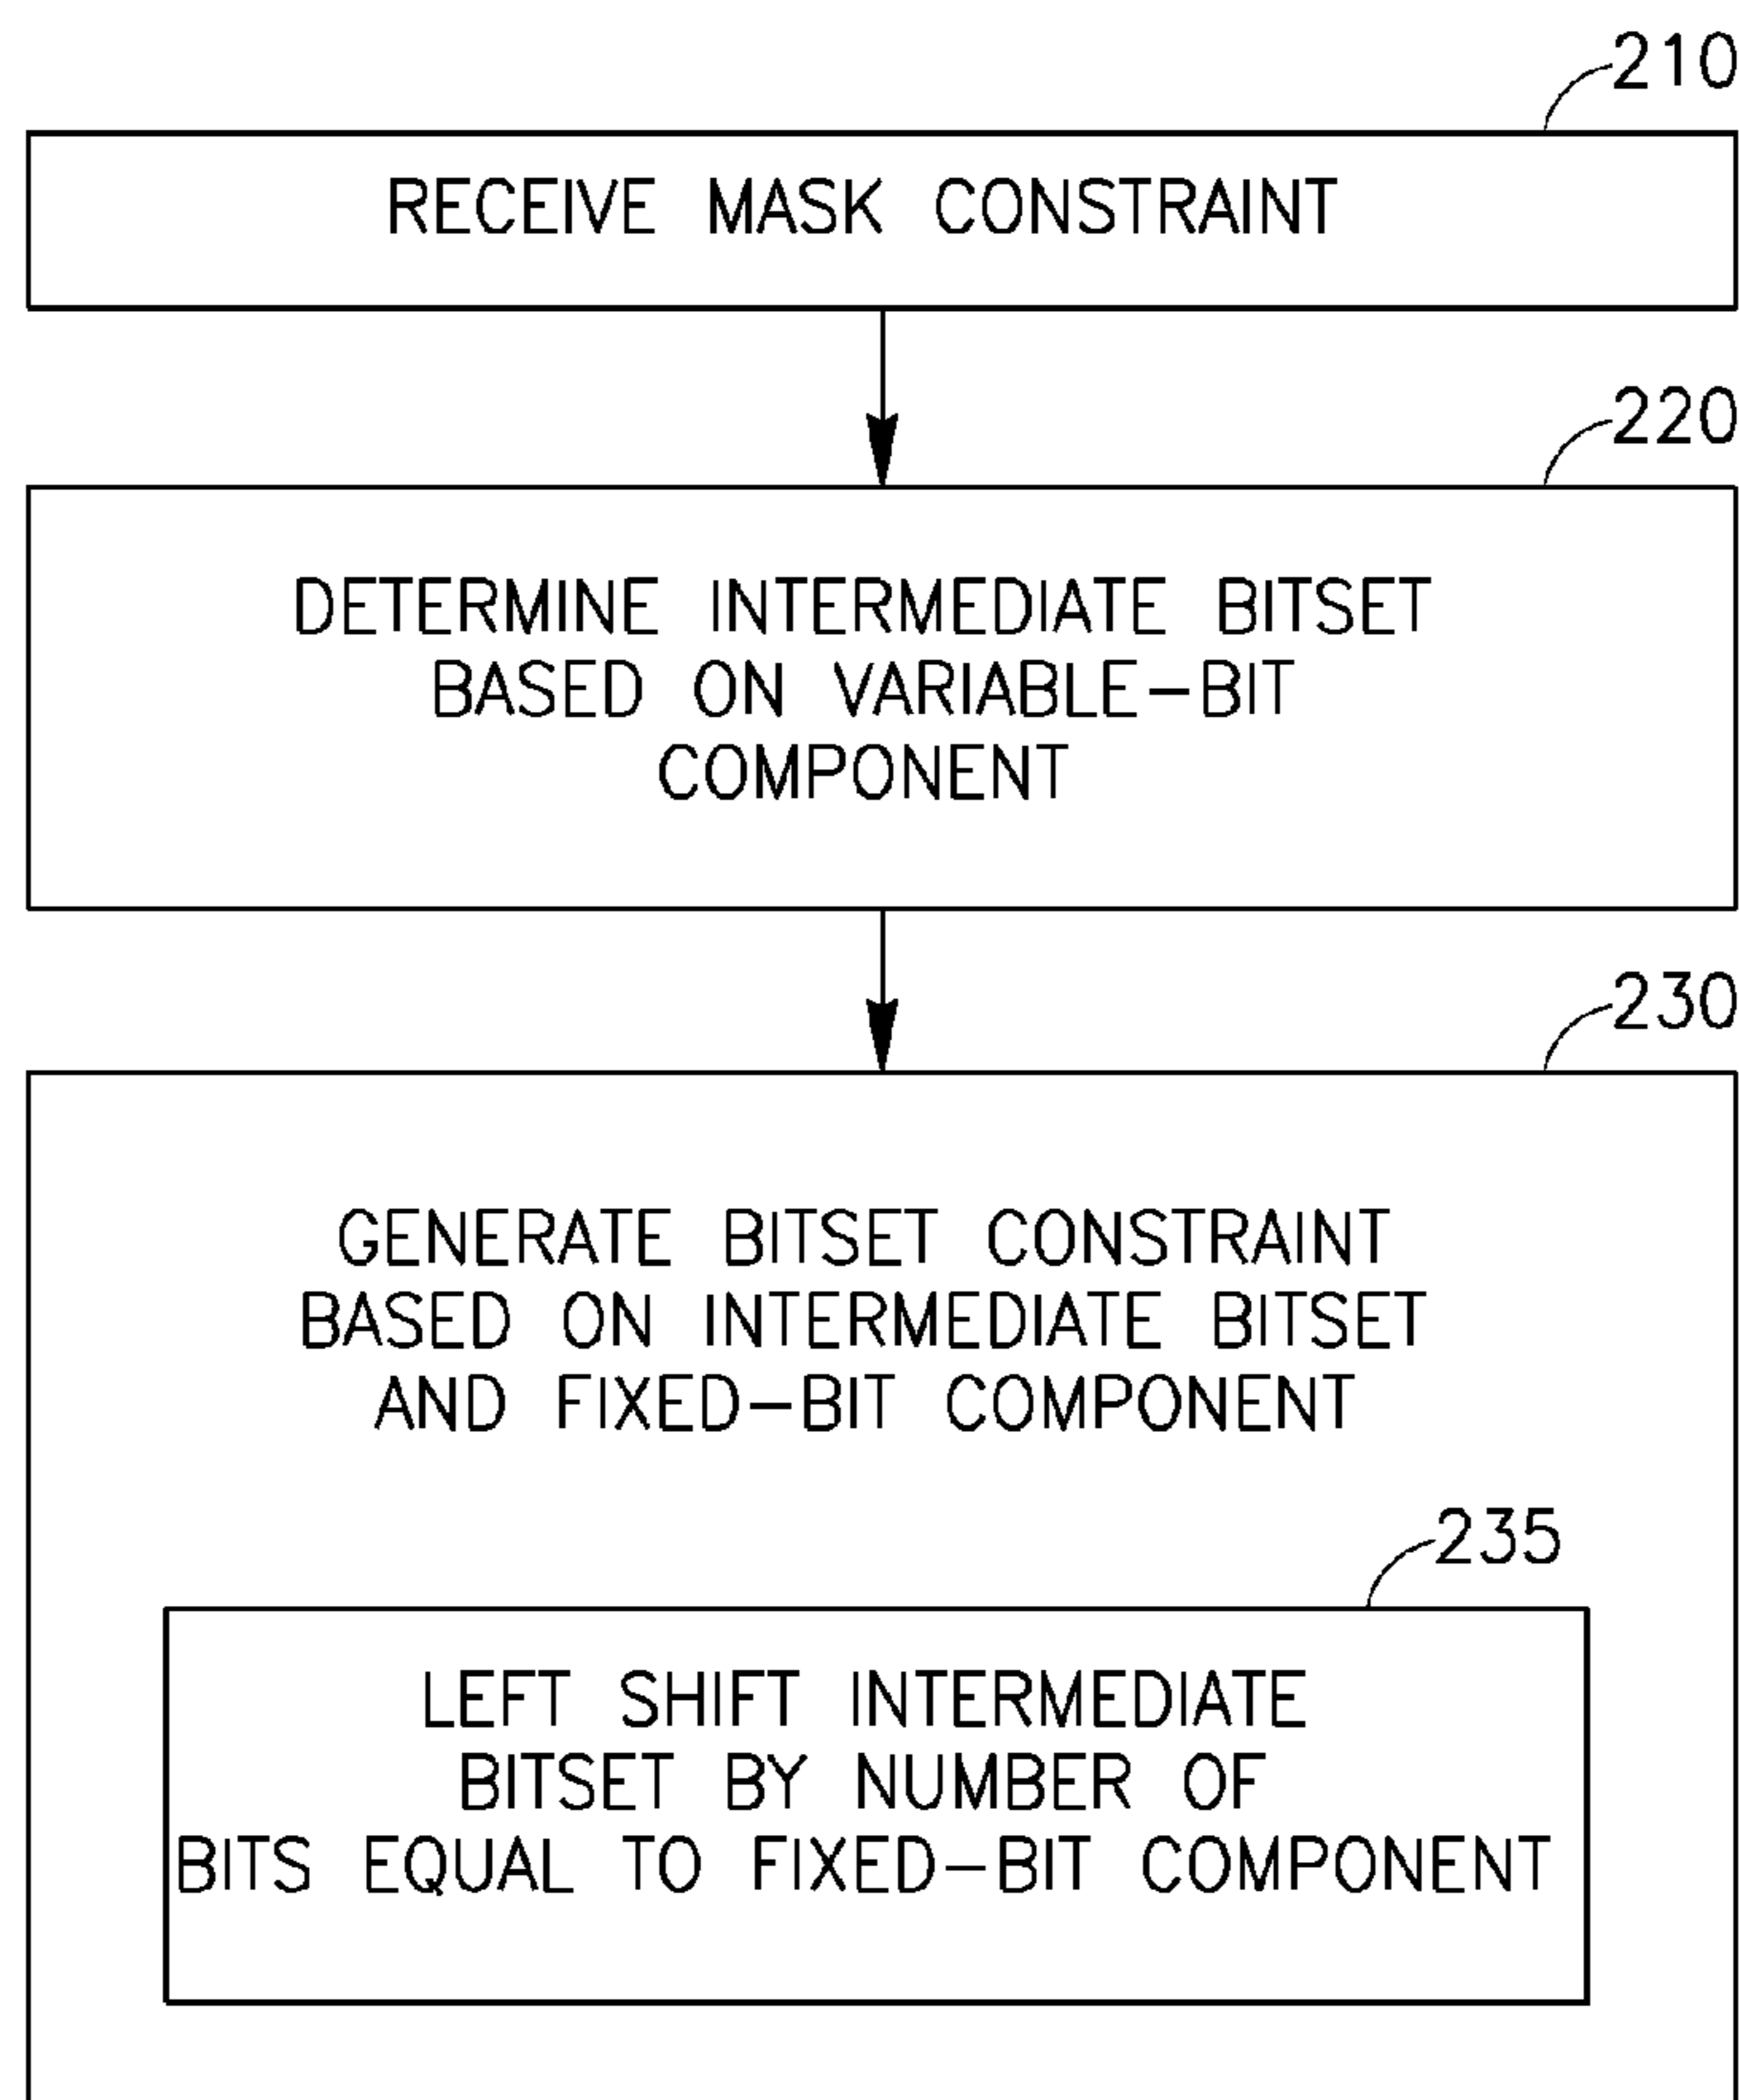 210
RECEIVE MASK CONSTRAINT
220
DETERMINE INTERMEDIATE BITSET
BASED ON VARIABLE-BIT
COMPONENT
230
GENERATE BITSET CONSTRAINT
BASED ON INTERMEDIATE BITSET
AND FIXED-BIT COMPONENT
235
LEFT SHIFT INTERMEDIATE
BITSET BY NUMBER OF
BITS EQUAL TO FIXED-BIT COMPONENT